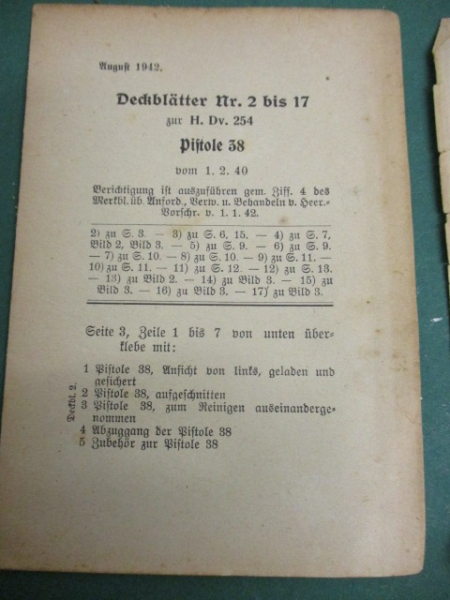 August 1942.
Deckblätter Nr. 2 bis 17
zur H. Dv. 254
Pistole 38
vom 1. 2. 40
Berichtigung ist auszuführen gem. Ziff. 4 des
Merkbl. üb. Anford., Verw. u. Behandeln v. Heer.-
Vorschr. v. 1. 1. 42.
2) zu S. 3. — 3) zu S. 6, 15. — 4) zu S. 7,
Bild 2, Bild 3. — 5) zu S. 9. — 6) zu S. 9.
— 7) zu S. 10. — 8) zu S. 10. — 9) zu S. 11. —
10) zu S. 11. — 11) zu S. 12. — 12) zu S. 13.
— 13) zu Bild 2. — 14) zu Bild 3. — 15) zu
Bild 3. — 16) zu Bild 3. — 17) zu Bild 3.
Seite 3, Zeile 1 bis 7 von unten über-
klebe mit:
Deckbl. 2.
1 Pistole 38, Ansicht von links, geladen und
gesichert
2 Pistole 38, aufgeschnitten
3 Pistole 38, zum Reinigen auseinanderge-
nommen
4 Abzuggang der Pistole 38
5 Zubehör zur Pistole 38